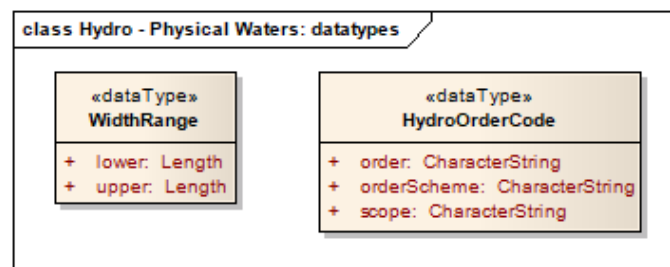 class Hydro - Physical Waters: datatypes
«dataType»
WidthRange
+ lower: Length
+ upper: Length
«dataType»
HydroOrderCode
+ order: CharacterString
+ orderScheme: CharacterString
+ scope: CharacterString